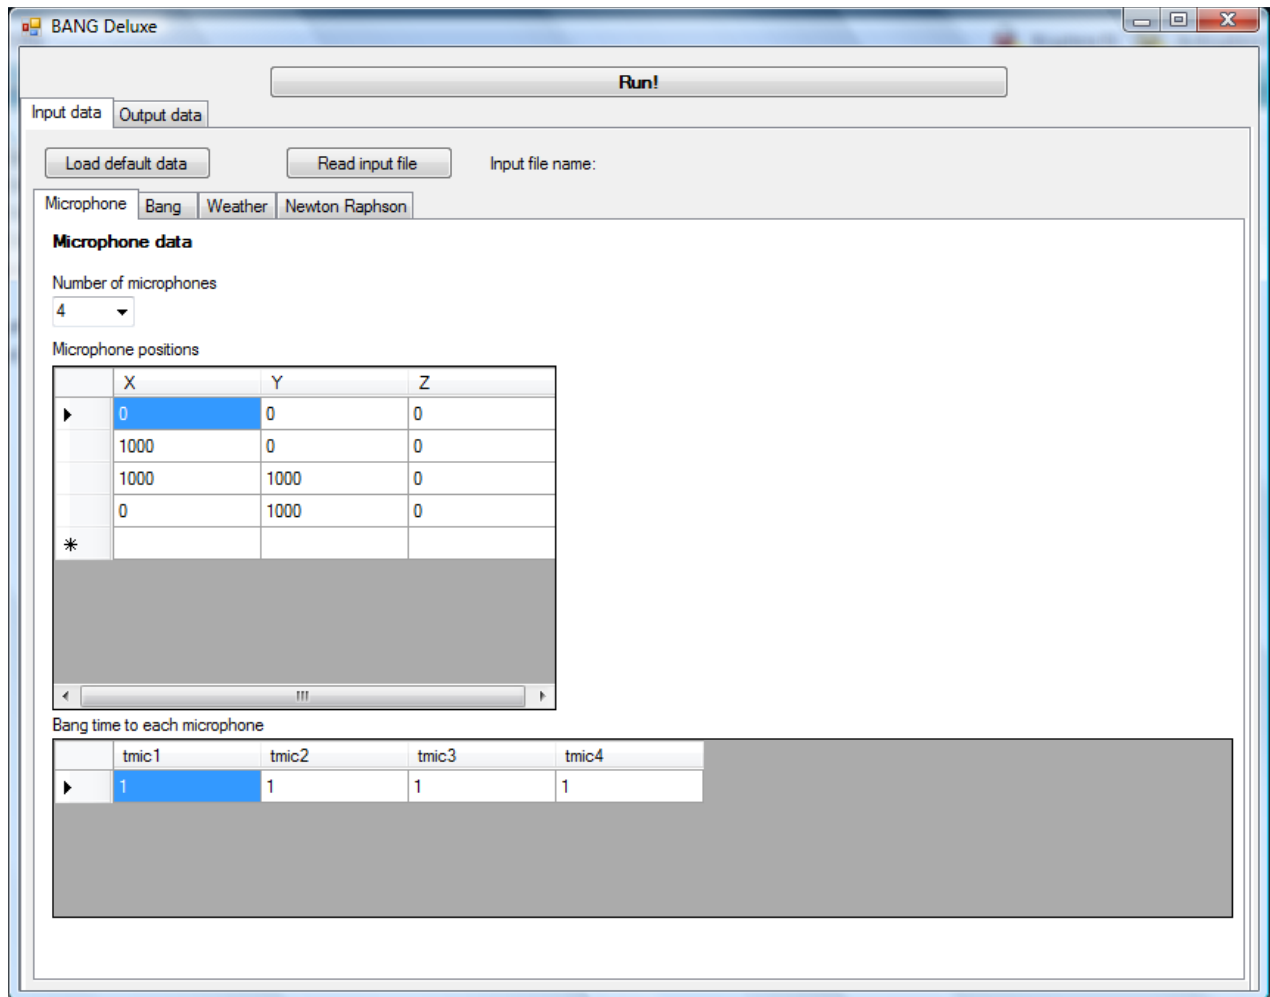 BANG Deluxe
Run!
Input data Output data
Load default data Read input file Input file name:
Microphone Bang Weather Newton Raphson
Microphone data
Number of microphones
4
Microphone positions
X Y Z
0 0 0
1000 0 0
1000 1000 0
0 1000 0
Bang time to each microphone
tmic1 tmic2 tmic3 tmic4
1 1 1 1